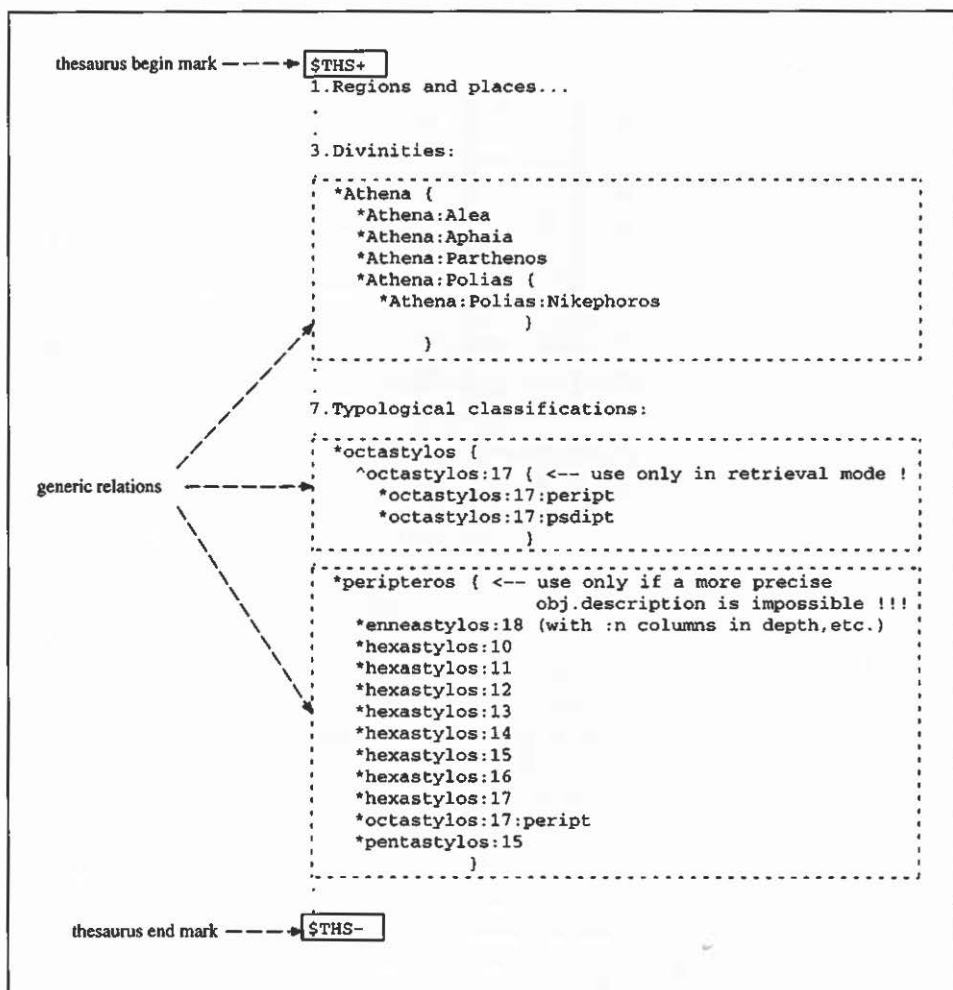 thesaurus begin mark
$THS+
1.Regions and places...
.
.
3.Divinities:
*Athena {
*Athena:Alea
*Athena:Aphaia
*Athena:Parthenos
*Athena:Polias {
*Athena:Polias:Nikephoros
}
}
.
7.Typological classifications:
generic relations
*octastylos {
^octastylos:17 { <-- use only in retrieval mode !
*octastylos:17:peript
*octastylos:17:psdipt
}
*peripteros { <-- use only if a more precise
obj.description is impossible !!!
*enneastylos:18 (with :n columns in depth,etc.)
*hexastylos:10
*hexastylos:11
*hexastylos:12
*hexastylos:13
*hexastylos:14
*hexastylos:15
*hexastylos:16
*hexastylos:17
*octastylos:17:peript
*pentastylos:15
}
.
thesaurus end mark
$THS-